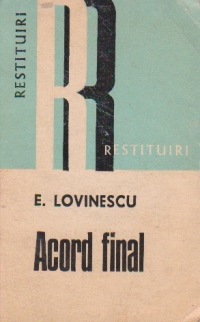 RESTITUIRI
R
RESTITUIRI
E. LOVINESCU
Acord final